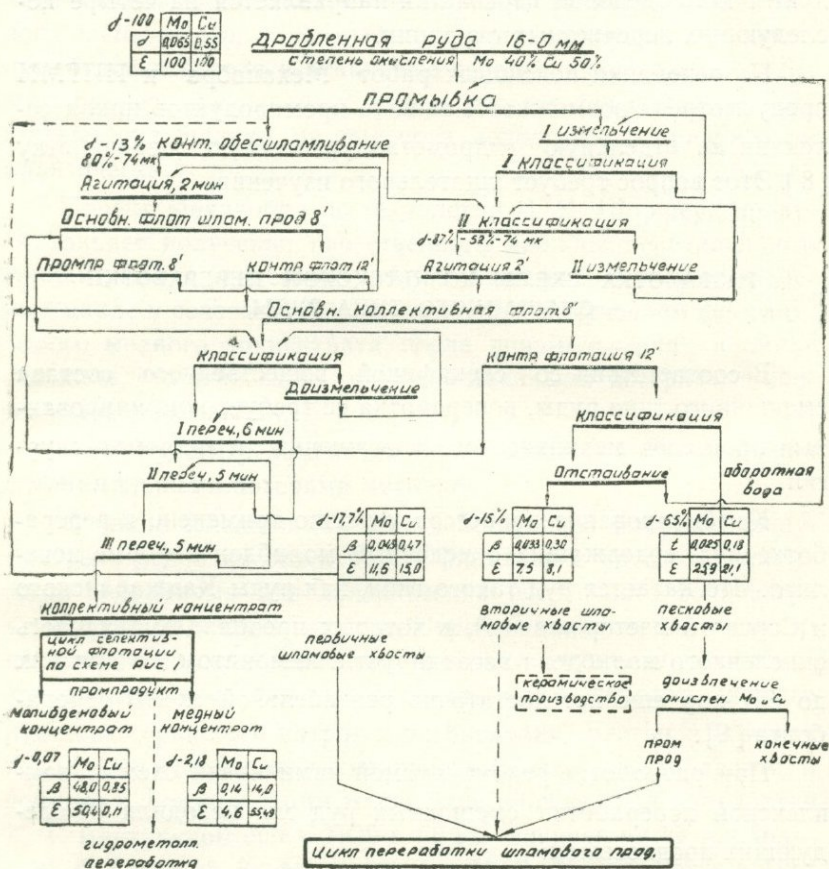 γ-100 | Mo | Cu
α | 0,065 | 0,55
ε | 100 | 100
Дробленная руда 16-0 мм
Степень окисления | Mo 40% Cu 50%
Промывка
γ-13% конт. обесшламливание
80%-74мк
I измельчение
I классификация
Агитация, 2 мин
Основн. флот шлам. прод 8'
II классификация
γ-87% -52%-74 мк
Промпр флот. 8'
контр флот 12'
Агитация 2'
II измельчение
Основн. коллективная флот 8'
Классификация
контр. флотация 12'
Доизмельчение
Классификация
I переч, 6 мин
II переч, 5 мин
Отстаивание
оборотная
вода
III переч, 5 мин
γ-17,7% | Mo | Cu
β | 0,043 | 0,47
ε | 11,6 | 15,0
γ-15% | Mo | Cu
β | 0,033 | 0,30
ε | 7,5 | 8,1
γ-65% | Mo | Cu
t | 0,025 | 0,18
ε | 25,9 | 21,1
коллективный концентрат
Цикл селектив-
ной флотации
по схеме Рис 1
промпродукт
первичные
шламовые хвосты
вторичные шла-
мовые хвосты
песковые
хвосты
керамическое
производство
доизвлечение
окислен Mo и Cu
молибденовый
концентрат
медный
концентрат
пром
прод
конечные
хвосты
γ-0,07 | Mo | Cu
β | 48,0 | 0,85
ε | 50,4 | 0,11
γ-2,18 | Mo | Cu
β | 0,14 | 14,0
ε | 4,6 | 55,49
гидрометалл.
переработка
Цикл переработки шламового прод.